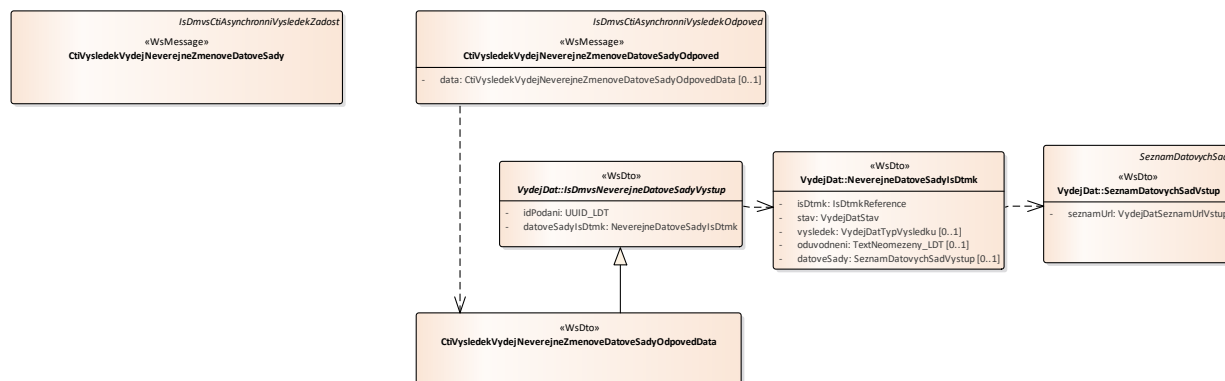 IsDmvsCtiAsynchronniVysledekZadost
«WsMessage»
CtiVysledekVydejNeverejneZmenoveDatoveSady
IsDmvsCtiAsynchronniVysledekOdpoved
«WsMessage»
CtiVysledekVydejNeverejneZmenoveDatoveSadyOdpoved
- data: CtiVysledekVydejNeverejneZmenoveDatoveSadyOdpovedData [0..1]
«WsDto»
VydejDat::IsDmvsNeverejneDatoveSadyVystup
- idPodani: UUID_LDT
- datoveSadyIsDtmk: NeverejneDatoveSadyIsDtmk
«WsDto»
VydejDat::NeverejneDatoveSadyIsDtmk
- isDtmk: IsDtmkReference
- stav: VydejDatStav
- vysledek: VydejDatTypVysledku [0..1]
- oduvodneni: TextNeomezeny_LDT [0..1]
- datoveSady: SeznamDatovychSadVystup [0..1]
SeznamDatovychSad
«WsDto»
VydejDat::SeznamDatovychSadVstup
- seznamUrl: VydejDatSeznamUrlVstup
«WsDto»
CtiVysledekVydejNeverejneZmenoveDatoveSadyOdpovedData